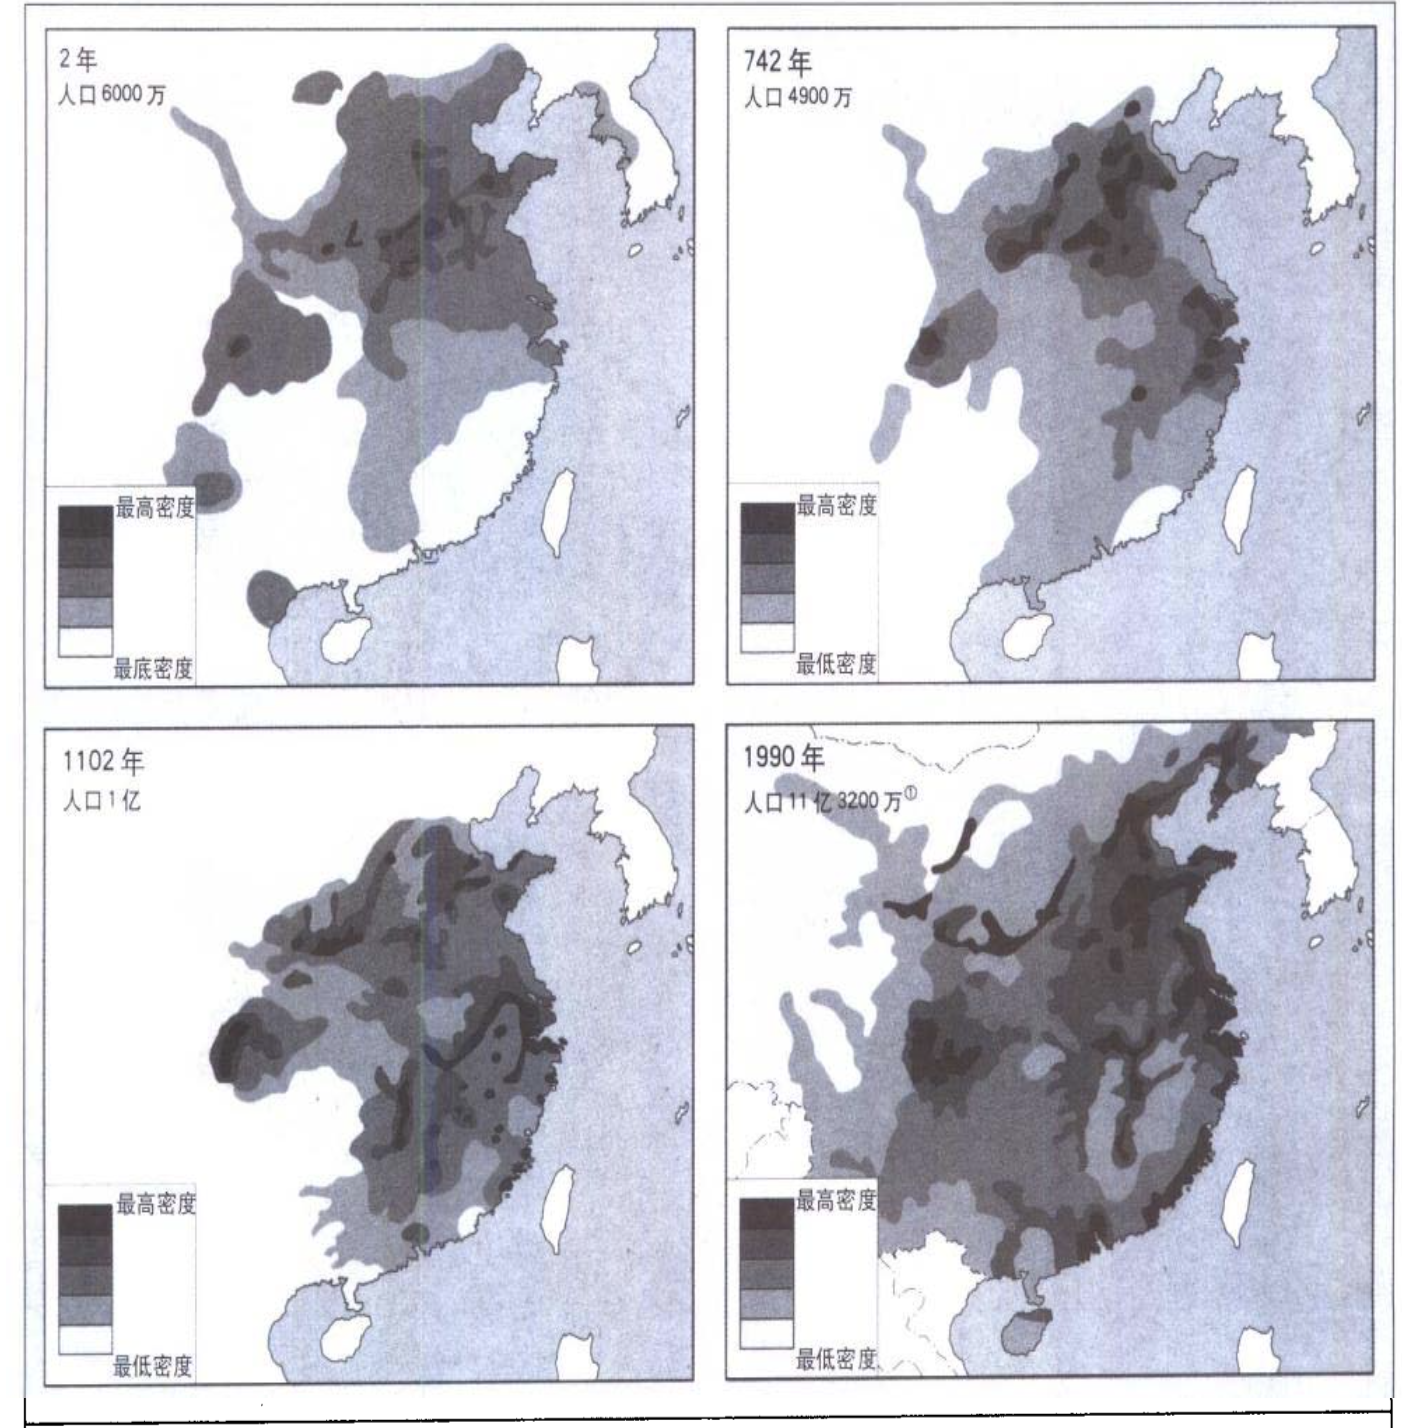 2 年
人口 6000 万
最高密度
最底密度
742 年
人口 4900 万
最高密度
最低密度
1102 年
人口 1 亿
最高密度
最低密度
1990 年
人口 11 亿 3200 万①
最高密度
最低密度